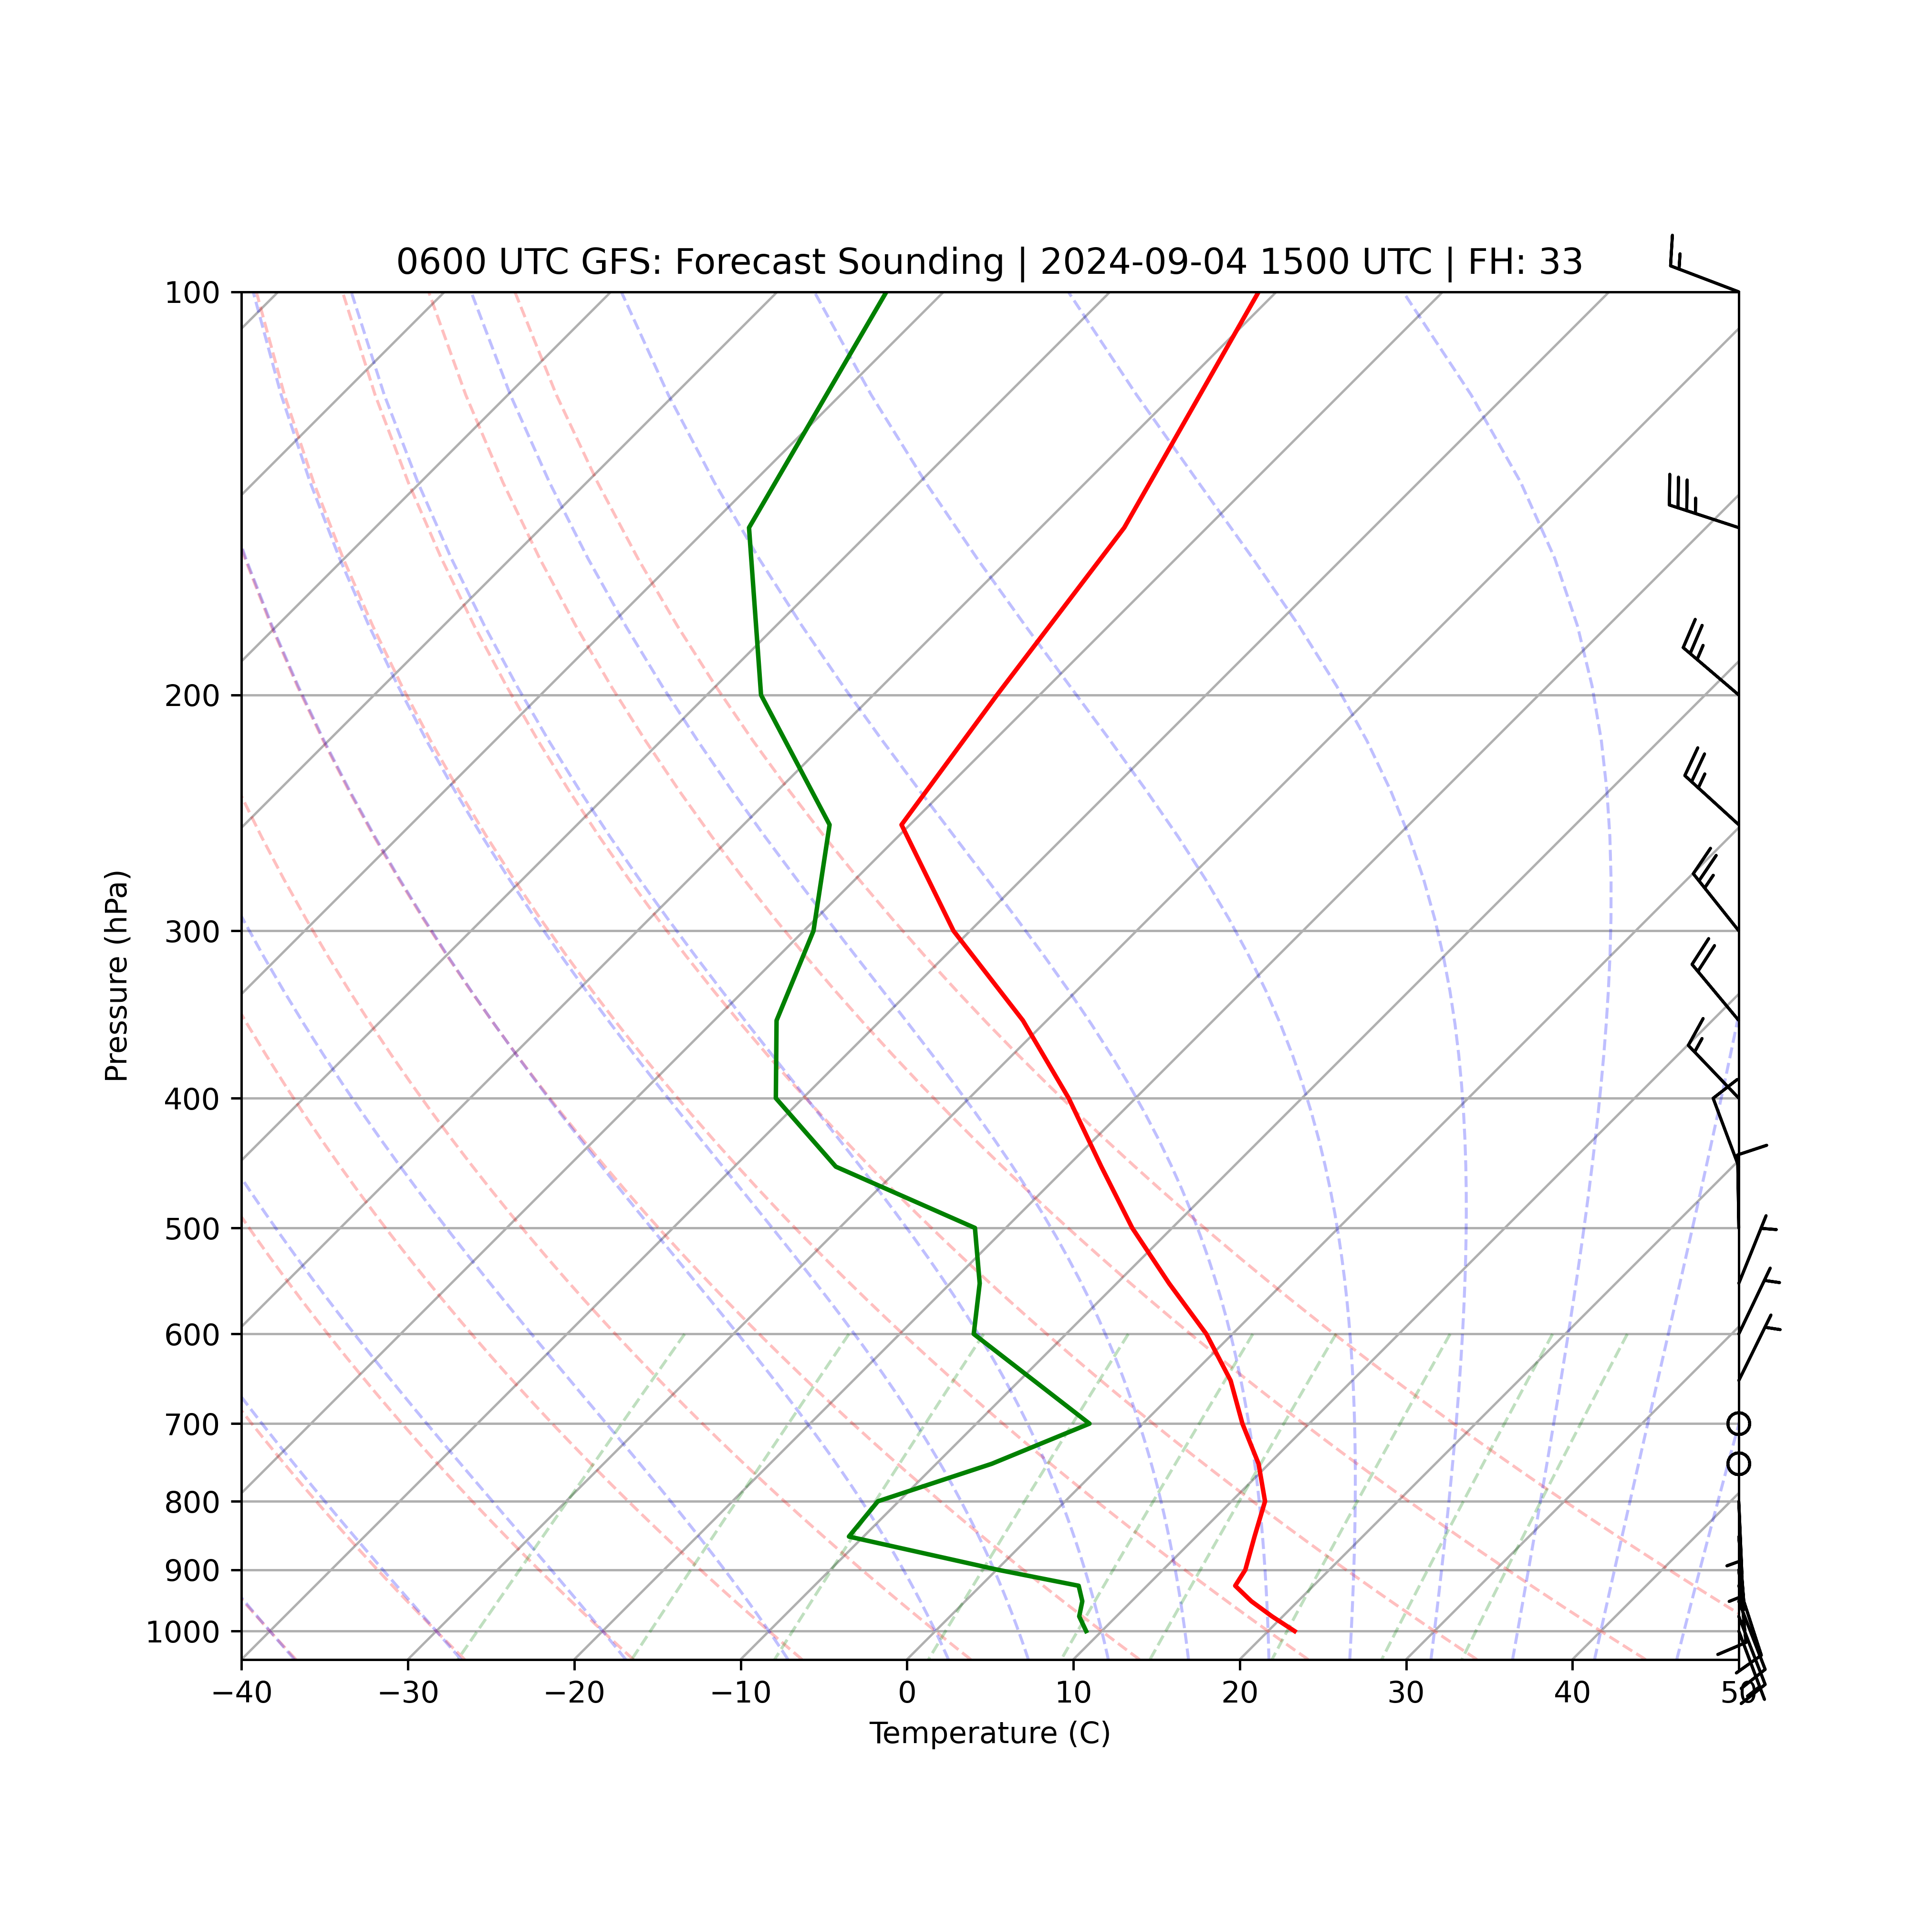 0600 UTC GFS: Forecast Sounding | 2024-09-04 1500 UTC | FH: 33
100
200
300
400
500
600
700
800
900
1000
Pressure (hPa)
−40 −30 −20 −10 0 10 20 30 40 50
Temperature (C)